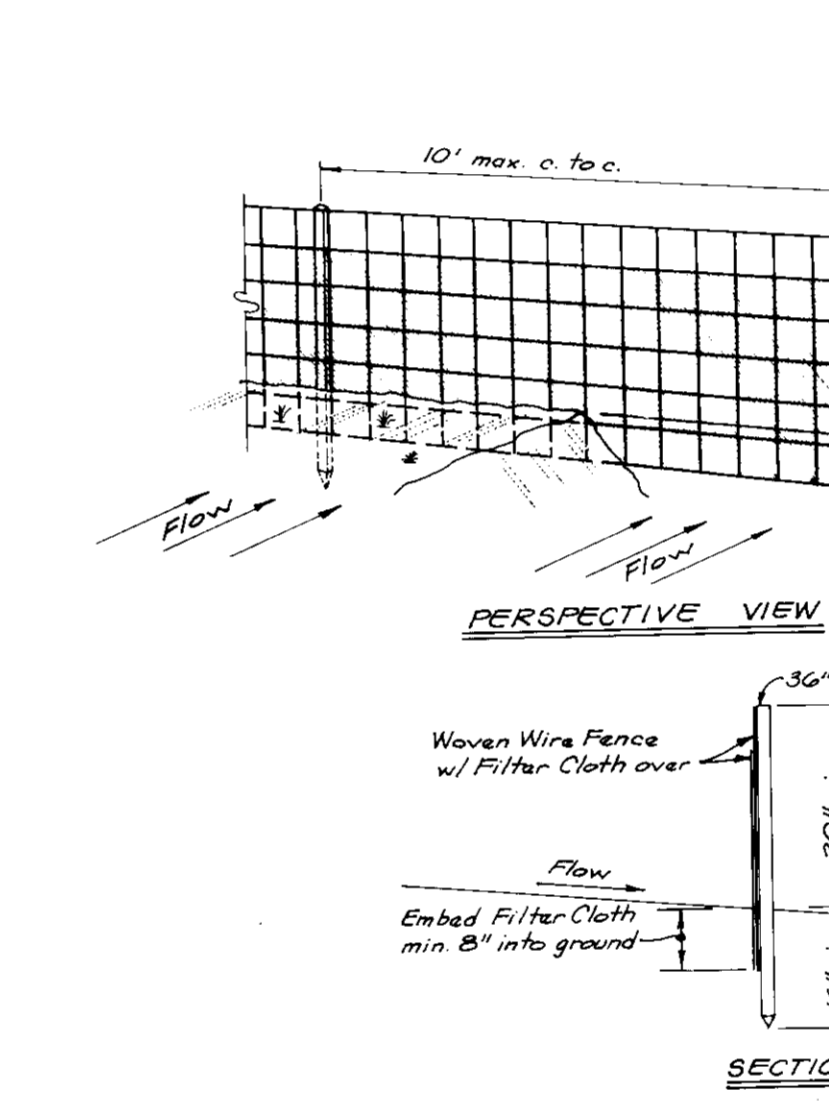 10' max. c. to c.
Flow
Flow
PERSPECTIVE VIEW
36"
Woven Wire Fence
w/ Filter Cloth over
Flow
Embed Filter Cloth
min. 8" into ground